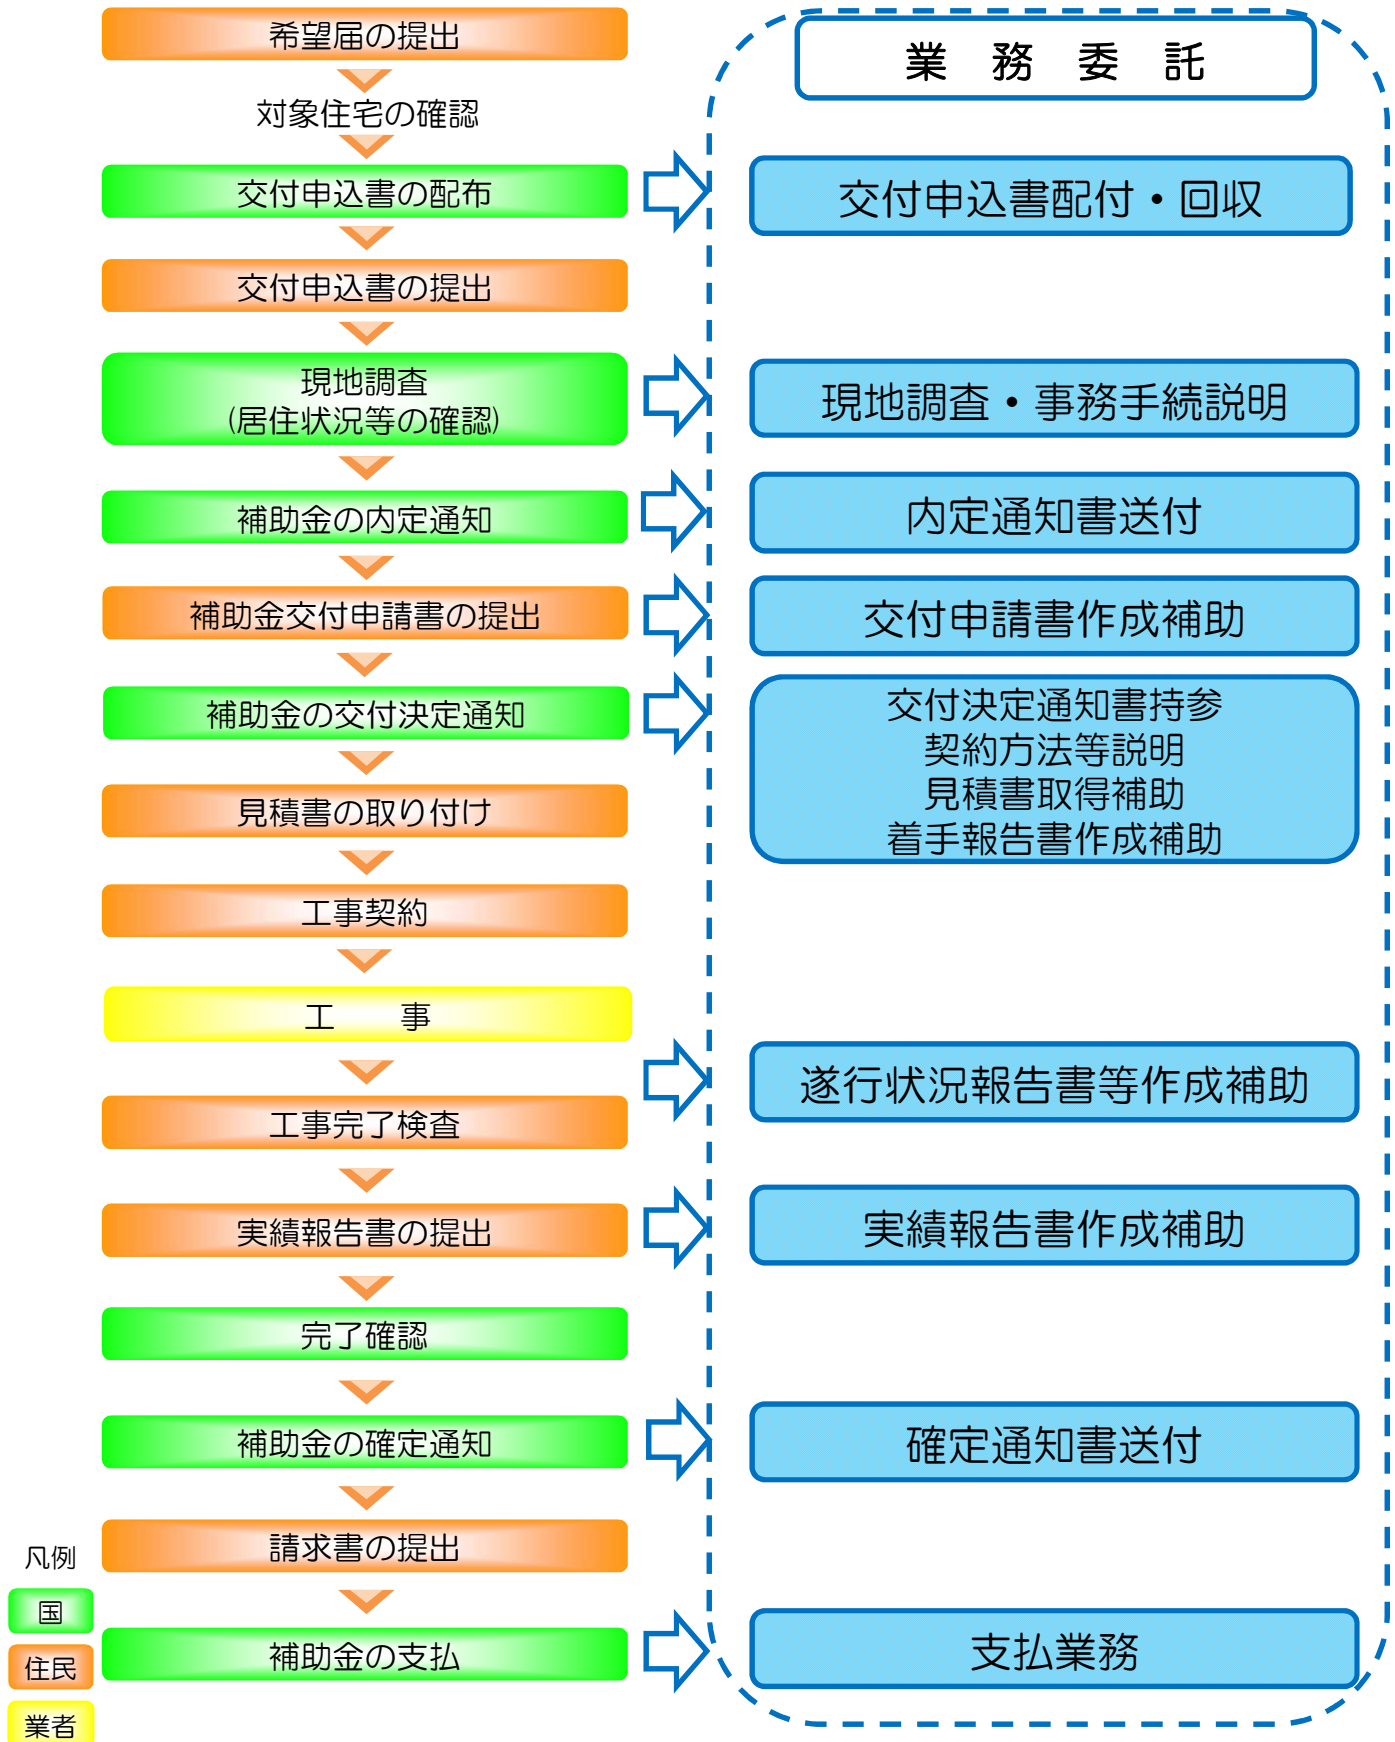 希望届の提出
対象住宅の確認
交付申込書の配布
交付申込書の提出
現地調査
(居住状況等の確認)
補助金の内定通知
補助金交付申請書の提出
補助金の交付決定通知
見積書の取り付け
工事契約
工　　事
工事完了検査
実績報告書の提出
完了確認
補助金の確定通知
請求書の提出
補助金の支払
業　務　委　託
交付申込書配付・回収
現地調査・事務手続説明
内定通知書送付
交付申請書作成補助
交付決定通知書持参
契約方法等説明
見積書取得補助
着手報告書作成補助
遂行状況報告書等作成補助
実績報告書作成補助
確定通知書送付
支払業務
凡例
国
住民
業者